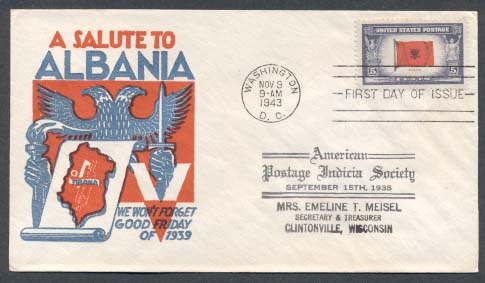 A SALUTE TO
ALBANIA
TIRANA
V
WE WON'T FORGET
GOOD FRIDAY
OF 1939
WASHINGTON
NOV 9
9-AM
1943
D. C.
UNITED STATES POSTAGE
5 5
FIRST DAY OF ISSUE
American
Postage Indicia Society
SEPTEMBER 15TH, 1935
MRS. EMELINE T. MEISEL
SECRETARY & TREASURER
CLINTONVILLE, WISCONSIN